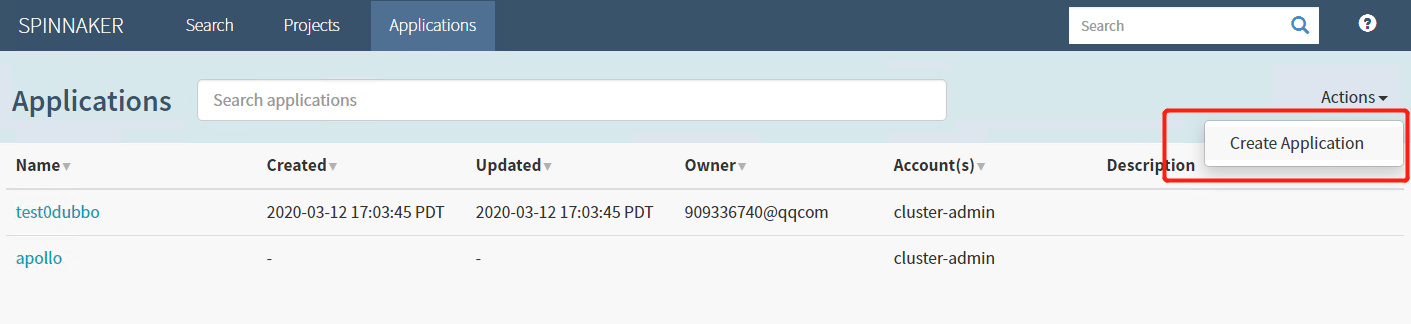 SPINNAKER Search Projects Applications Search
Applications Search applications Actions
Create Application
Name Created Updated Owner Account(s) Description
test0dubbo 2020-03-12 17:03:45 PDT 2020-03-12 17:03:45 PDT 909336740@qqcom cluster-admin
apollo - - cluster-admin